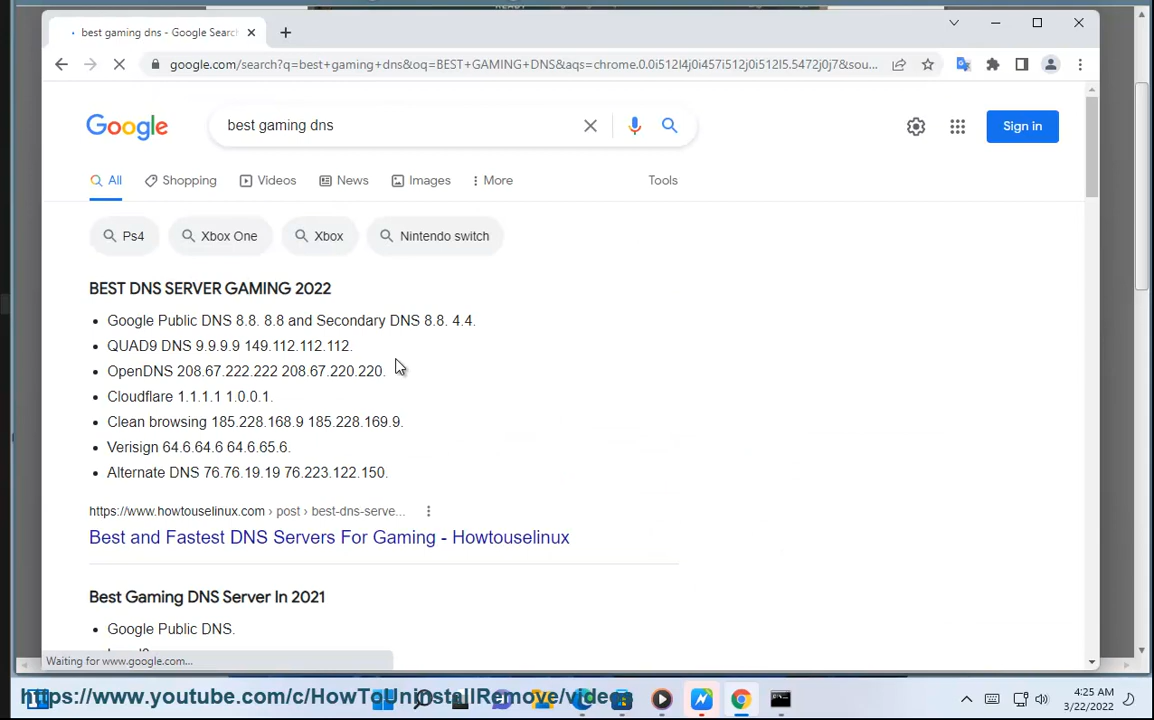 READY
best gaming dns - Google Search
google.com/search?q=best+gaming+dns&oq=BEST+GAMING+DNS&aqs=chrome.0.0i512l4j0i457i512j0i512l5.5472j0j7&sou...
Google
best gaming dns
Sign in
All
Shopping
Videos
News
Images
More
Tools
Ps4
Xbox One
Xbox
Nintendo switch
BEST DNS SERVER GAMING 2022
• Google Public DNS 8.8. 8.8 and Secondary DNS 8.8. 4.4.
• QUAD9 DNS 9.9.9.9 149.112.112.112.
• OpenDNS 208.67.222.222 208.67.220.220.
• Cloudflare 1.1.1.1 1.0.0.1.
• Clean browsing 185.228.168.9 185.228.169.9.
• Verisign 64.6.64.6 64.6.65.6.
• Alternate DNS 76.76.19.19 76.223.122.150.
https://www.howtouselinux.com › post › best-dns-serve...
Best and Fastest DNS Servers For Gaming - Howtouselinux
Best Gaming DNS Server In 2021
• Google Public DNS.
Waiting for www.google.com...
https://www.youtube.com/c/HowToUninstallRemove/videos
4:25 AM
3/22/2022